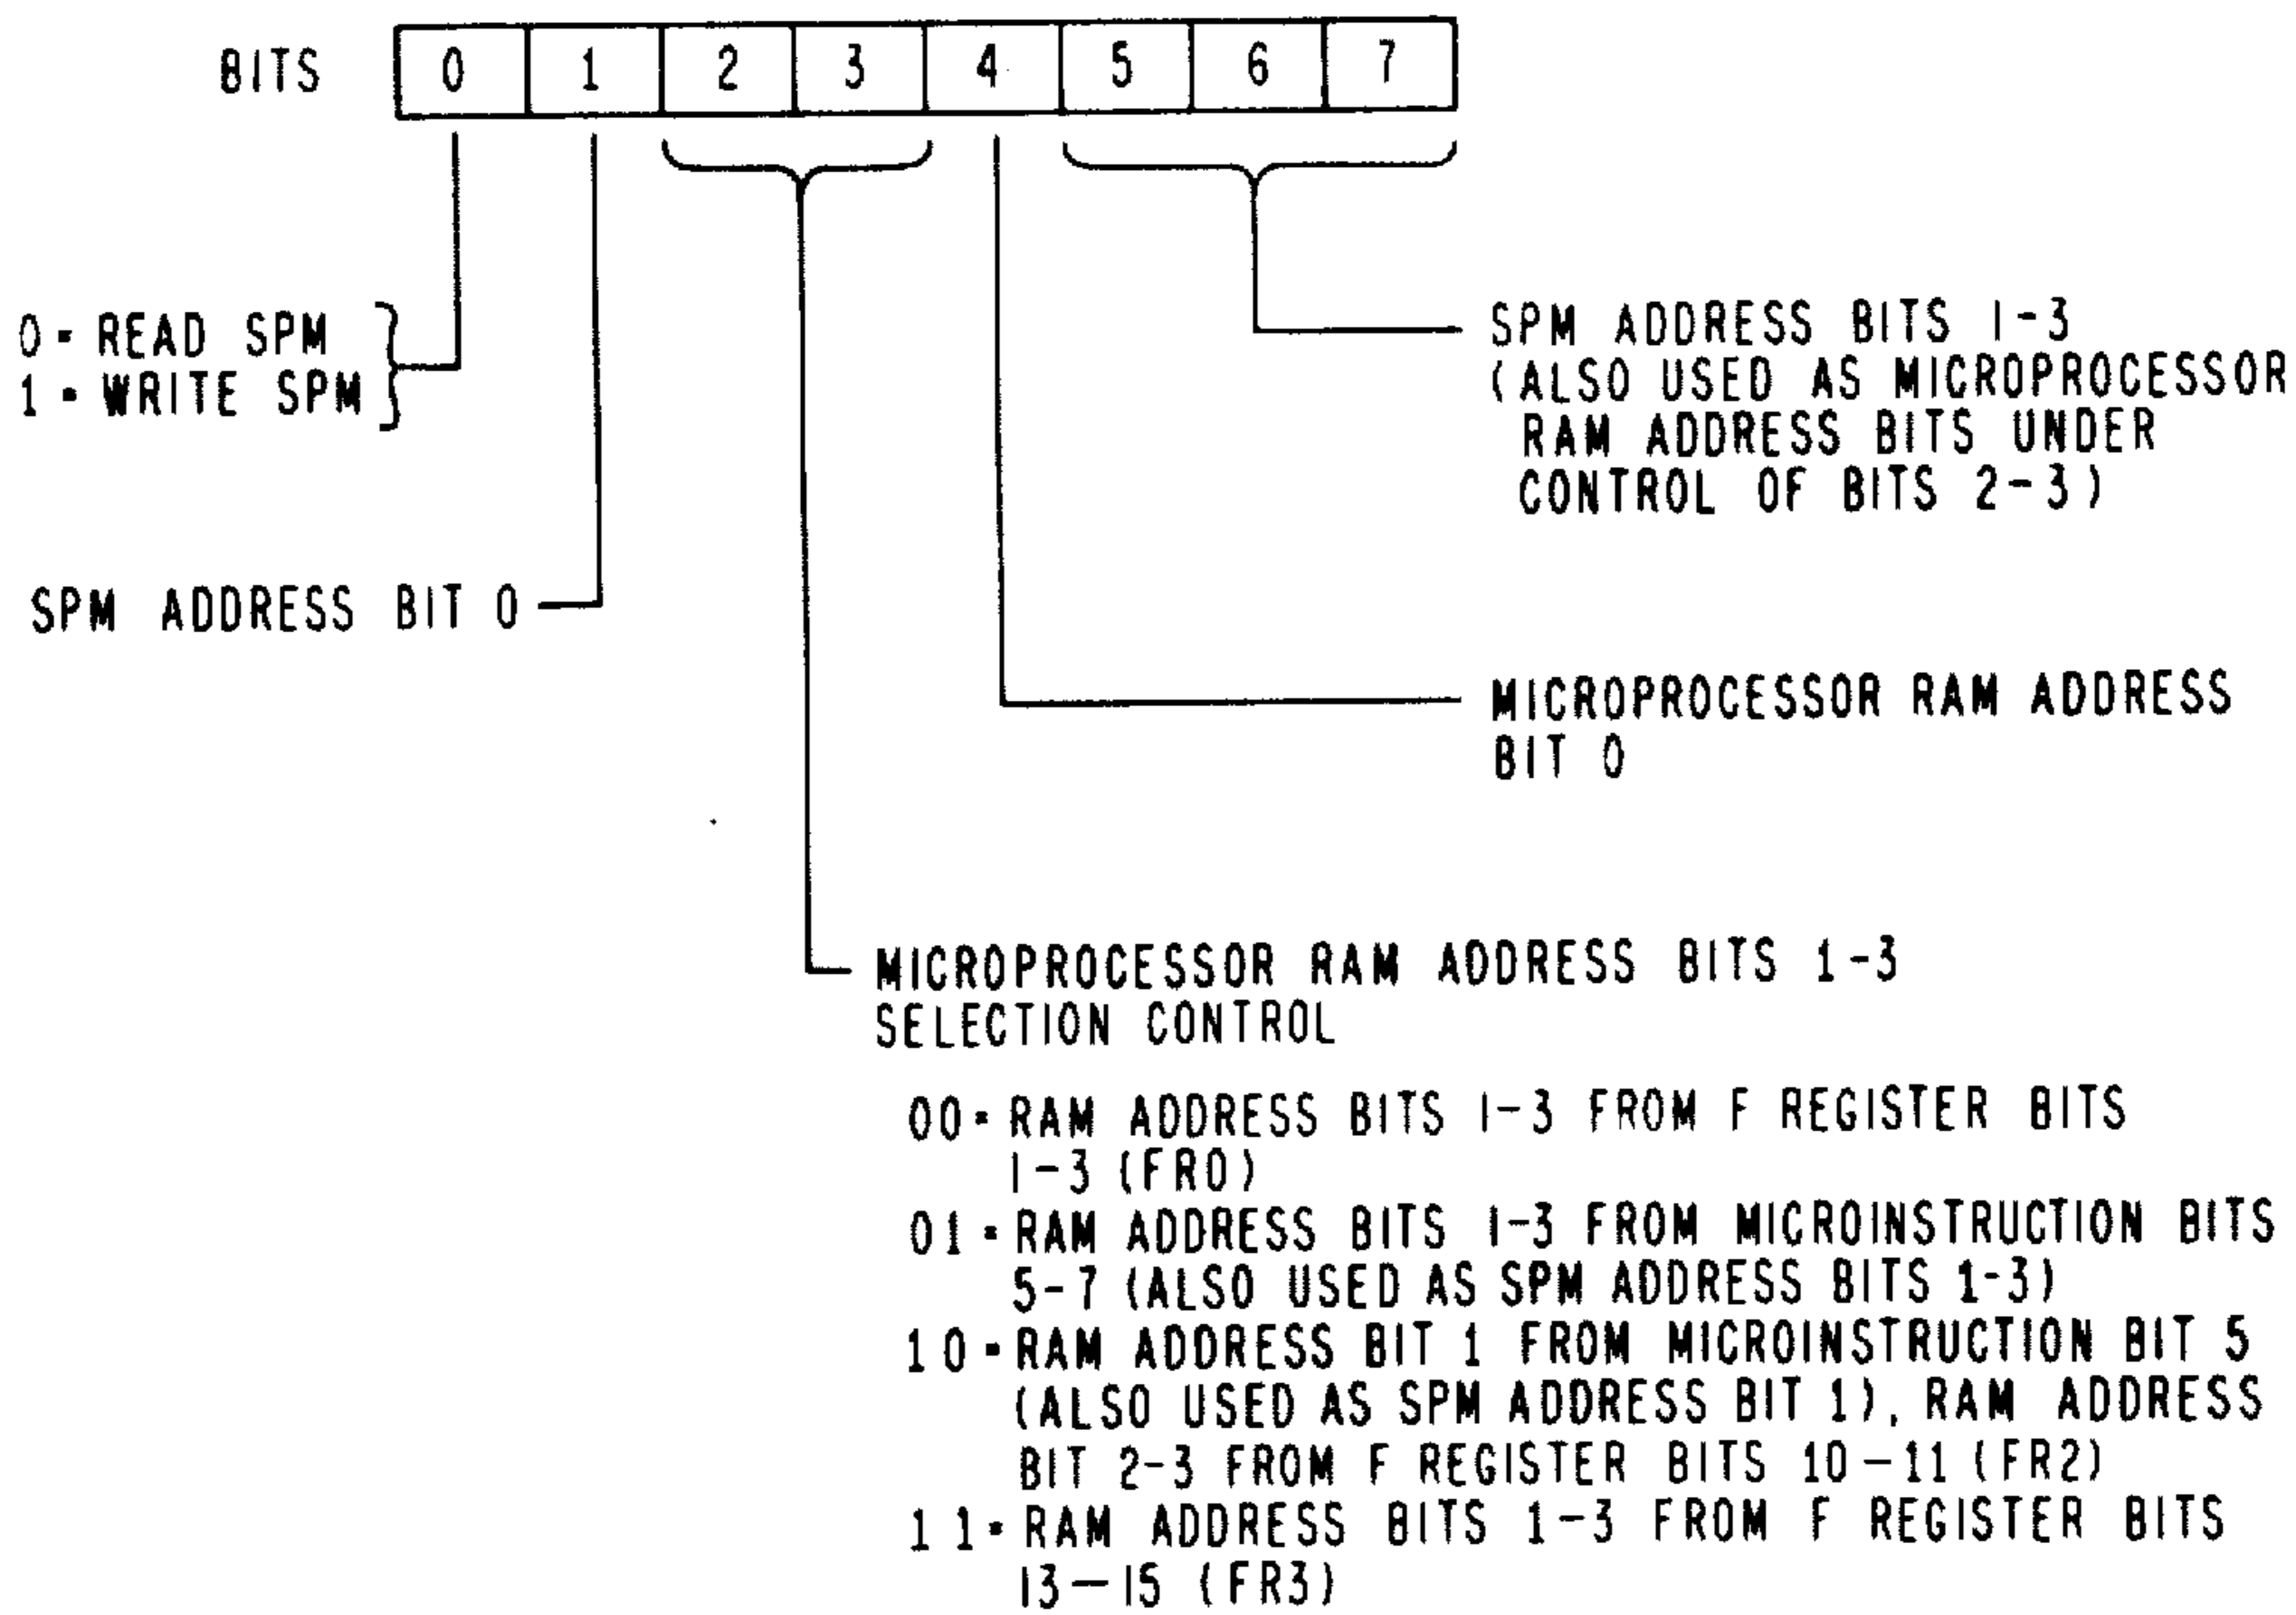 BITS 0 1 2 3 4 5 6 7
0 = READ SPM
1 = WRITE SPM
SPM ADDRESS BITS 1-3
(ALSO USED AS MICROPROCESSOR
RAM ADDRESS BITS UNDER
CONTROL OF BITS 2-3)
SPM ADDRESS BIT 0
MICROPROCESSOR RAM ADDRESS
BIT 0
MICROPROCESSOR RAM ADDRESS BITS 1-3
SELECTION CONTROL
00 = RAM ADDRESS BITS 1-3 FROM F REGISTER BITS
1-3 (FR0)
01 = RAM ADDRESS BITS 1-3 FROM MICROINSTRUCTION BITS
5-7 (ALSO USED AS SPM ADDRESS BITS 1-3)
10 = RAM ADDRESS BIT 1 FROM MICROINSTRUCTION BIT 5
(ALSO USED AS SPM ADDRESS BIT 1), RAM ADDRESS
BIT 2-3 FROM F REGISTER BITS 10-11 (FR2)
11 = RAM ADDRESS BITS 1-3 FROM F REGISTER BITS
13-15 (FR3)